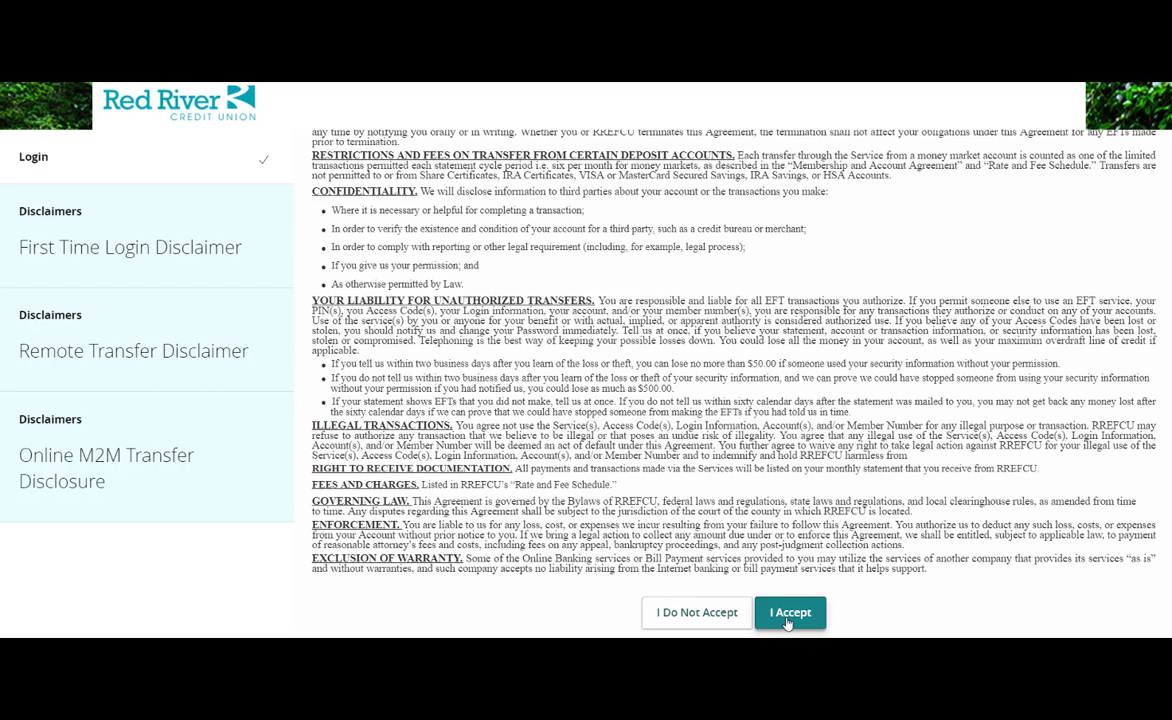 Red River
CREDIT UNION
Login
Disclaimers
First Time Login Disclaimer
Disclaimers
Remote Transfer Disclaimer
Disclaimers
Online M2M Transfer
Disclosure
any time by notifying you orally or in writing. Whether you or RREFCU terminates this Agreement, the termination shall not affect your obligations under this Agreement for any EFTs made
prior to termination.
RESTRICTIONS AND FEES ON TRANSFER FROM CERTAIN DEPOSIT ACCOUNTS. Each transfer through the Service from a money market account is counted as one of the limited
transactions permitted each statement cycle period i.e. six per month for money markets, as described in the “Membership and Account Agreement” and “Rate and Fee Schedule.” Transfers are
not permitted to or from Share Certificates, IRA Certificates, VISA or MasterCard Secured Savings, IRA Savings, or HSA Accounts.
CONFIDENTIALITY. We will disclose information to third parties about your account or the transactions you make:
• Where it is necessary or helpful for completing a transaction;
• In order to verify the existence and condition of your account for a third party, such as a credit bureau or merchant;
• In order to comply with reporting or other legal requirement (including, for example, legal process);
• If you give us your permission; and
• As otherwise permitted by Law.
YOUR LIABILITY FOR UNAUTHORIZED TRANSFERS. You are responsible and liable for all EFT transactions you authorize. If you permit someone else to use an EFT service, your
PIN(s), you Access Code(s), your Login information, your account, and/or your member number(s), you are responsible for any transactions they authorize or conduct on any of your accounts.
Use of the service(s) by you or anyone for your benefit or with actual, implied, or apparent authority is considered authorized use. If you believe any of your Access Codes have been lost or
stolen, you should notify us and change your Password immediately. Tell us at once, if you believe your statement, account or transaction information, or security information has been lost,
stolen or compromised. Telephoning is the best way of keeping your possible losses down. You could lose all the money in your account, as well as your maximum overdraft line of credit if
applicable.
• If you tell us within two business days after you learn of the loss or theft, you can lose no more than $50.00 if someone used your security information without your permission.
• If you do not tell us within two business days after you learn of the loss or theft of your security information, and we can prove we could have stopped someone from using your security information
without your permission if you had notified us, you could lose as much as $500.00.
• If your statement shows EFTs that you did not make, tell us at once. If you do not tell us within sixty calendar days after the statement was mailed to you, you may not get back any money lost after
the sixty calendar days if we can prove that we could have stopped someone from making the EFTs if you had told us in time.
ILLEGAL TRANSACTIONS. You agree not use the Service(s), Access Code(s), Login Information, Account(s), and/or Member Number for any illegal purpose or transaction. RREFCU may
refuse to authorize any transaction that we believe to be illegal or that poses an undue risk of illegality. You agree that any illegal use of the Service(s), Access Code(s), Login Information,
Account(s), and/or Member Number will be deemed an act of default under this Agreement. You further agree to waive any right to take legal action against RREFCU for your illegal use of the
Service(s), Access Code(s), Login Information, Account(s), and/or Member Number(s) and to indemnify and hold RREFCU harmless from
RIGHT TO RECEIVE DOCUMENTATION. All payments and transactions made via the Services will be listed on your monthly statement that you receive from RREFCU.
FEES AND CHARGES. Listed in RREFCU’s “Rate and Fee Schedule.”
GOVERNING LAW. This Agreement is governed by the Bylaws of RREFCU, federal laws and regulations, state laws and regulations, and local clearinghouse rules, as amended from time
to time. Any disputes regarding this Agreement shall be subject to the jurisdiction of the court of the county in which RREFCU is located.
ENFORCEMENT. You are liable to us for any loss, cost, or expenses we incur resulting from your failure to follow this Agreement. You authorize us to deduct any such loss, costs, or expenses
from your Account without prior notice to you. If we bring a legal action to collect any amount due under or to enforce this Agreement, we shall be entitled, subject to applicable law, to payment
of reasonable attorney’s fees and costs, including fees on any appeal, bankruptcy proceedings, and any post-judgment collection actions.
EXCLUSION OF WARRANTY. Some of the Online Banking services or Bill Payment services provided to you may utilize the services of another company that provides its services “as is”
and without warranties, and such company accepts no liability arising from the Internet banking or bill payment services that it helps support.
I Do Not Accept
I Accept